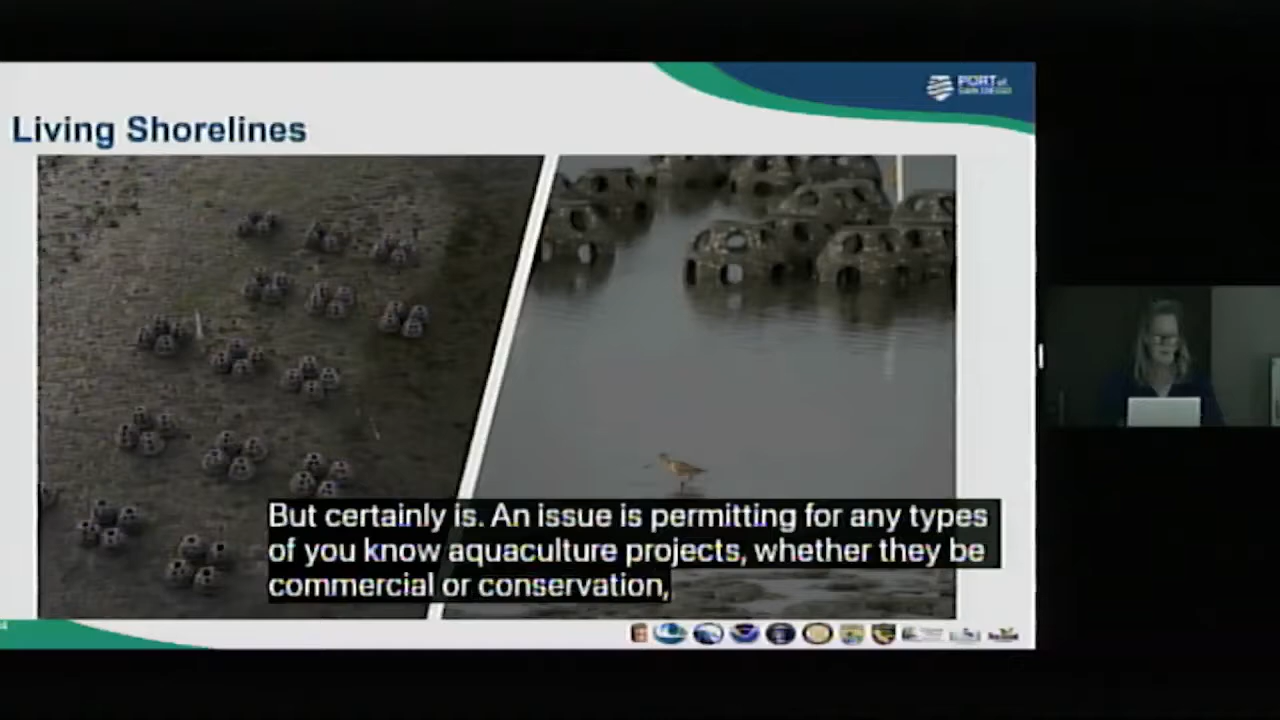 PORT of
SAN DIEGO
Living Shorelines
But certainly is. An issue is permitting for any types
of you know aquaculture projects, whether they be
commercial or conservation,